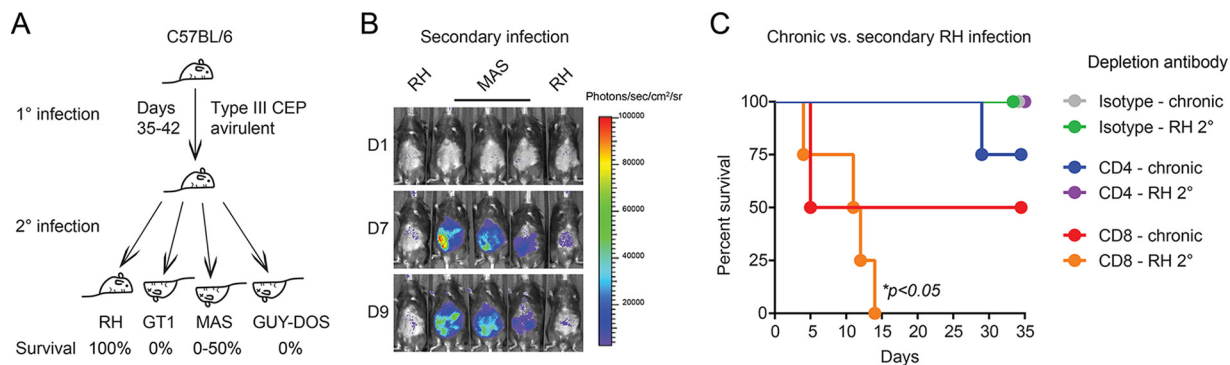 A
C57BL/6
1° infection
Days
35-42
Type III CEP
avirulent
2° infection
RH
GT1
MAS
GUY-DOS
Survival
100%
0%
0-50%
0%
B
Secondary infection
RH
MAS
RH
Photons/sec/cm²/sr
D1
D7
D9
100000
80000
60000
40000
20000
C
Chronic vs. secondary RH infection
Percent survival
100
75
50
25
0
0
5
10
15
20
25
30
35
Days
*p<0.05
Depletion antibody
Isotype - chronic
Isotype - RH 2°
CD4 - chronic
CD4 - RH 2°
CD8 - chronic
CD8 - RH 2°